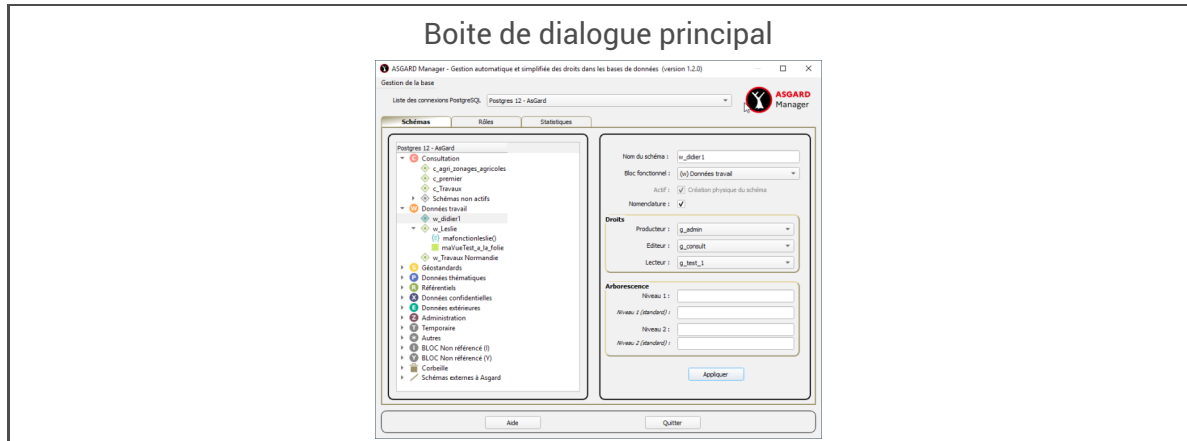 Boite de dialogue principal
ASGARD Manager - Gestion automatique et simplifiée des droits dans les bases de données (version 1.2.0)
Gestion de la base
Liste des connexions PostgreSQL Postgres 12 - AsGard
ASGARD
Manager
Schémas Rôles Statistiques
Postgres 12 - AsGard
C Consultation
c_agri_zonages_agricoles
c_premier
c_Travaux
Schémas non actifs
W Données travail
w_didier1
w_Leslie
mafonctionleslie()
maVueTest_a_la_folie
w_Travaux Normandie
Géostandards
P Données thématiques
R Référentiels
X Données confidentielles
E Données extérieures
Z Administration
T Temporaire
Autres
I BLOC Non référencé (I)
Y BLOC Non référencé (Y)
Corbeille
Schémas externes à Asgard
Nom du schéma : w_didier1
Bloc fonctionnel : (w) Données travail
Actif : Création physique du schéma
Nomenclature :
Droits
Producteur : g_admin
Editeur : g_consult
Lecteur : g_test_1
Arborescence
Niveau 1 :
Niveau 1 (standard) :
Niveau 2 :
Niveau 2 (standard) :
Appliquer
Aide Quitter